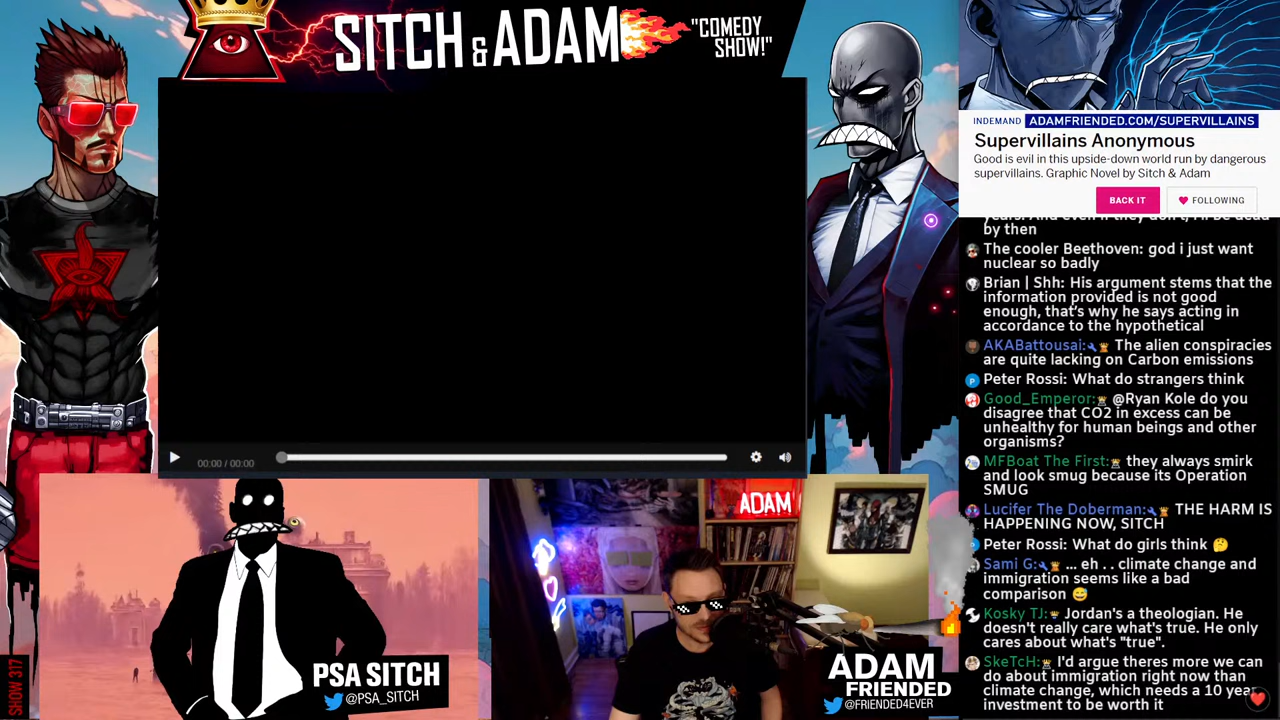 SITCH & ADAM
"COMEDY
SHOW!"
INDEMAND ADAMFRIENDED.COM/SUPERVILLAINS
Supervillains Anonymous
Good is evil in this upside-down world run by dangerous
supervillains. Graphic Novel by Sitch & Adam
BACK IT
FOLLOWING
by then
The cooler Beethoven: god i just want
nuclear so badly
Brian | Shh: His argument stems that the
information provided is not good
enough, that's why he says acting in
accordance to the hypothetical
AKABattousai: The alien conspiracies
are quite lacking on Carbon emissions
Peter Rossi: What do strangers think
Good_Emperor: @Ryan Kole do you
disagree that CO2 in excess can be
unhealthy for human beings and other
organisms?
MFBoat The First: they always smirk
and look smug because its Operation
SMUG
Lucifer The Doberman: THE HARM IS
HAPPENING NOW, SITCH
Peter Rossi: What do girls think 🤔
Sami G: ... eh . . climate change and
immigration seems like a bad
comparison 😅
Kosky TJ: Jordan's a theologian. He
doesn't really care what's true. He only
cares about what's "true".
SkeTcH: I'd argue theres more we can
do about immigration right now than
climate change, which needs a 10 year
investment to be worth it
00:00 / 00:00
ADAM
PSA SITCH
@PSA_SITCH
ADAM
FRIENDED
@FRIENDED4EVER
SHOW 317